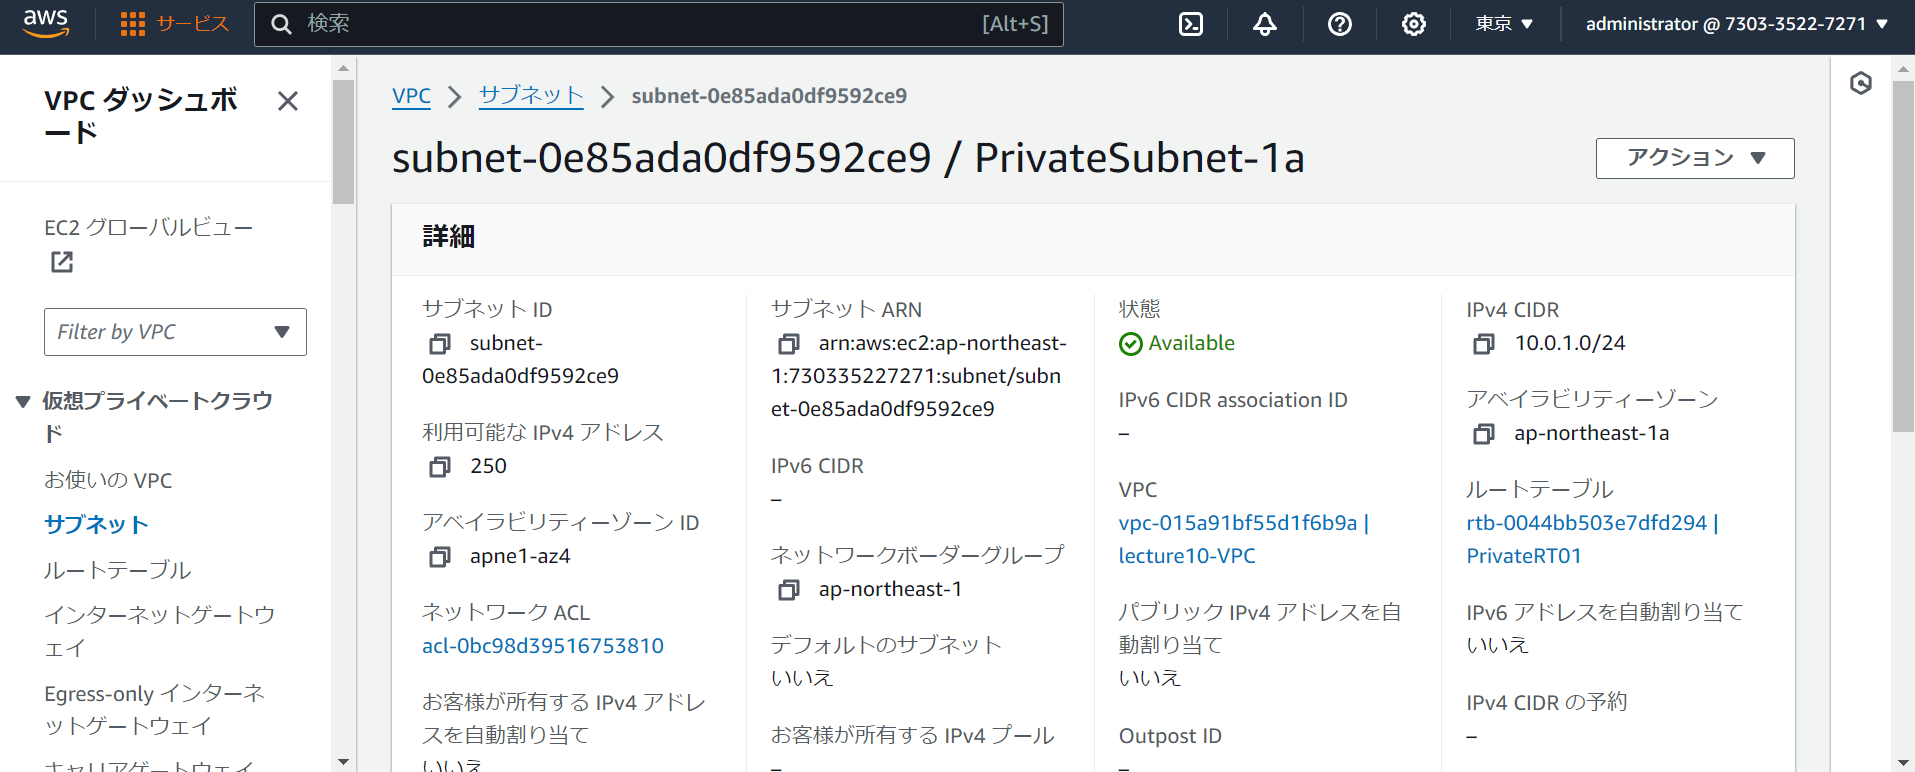 aws
サービス
検索
[Alt+S]
東京
administrator @ 7303-3522-7271
VPC ダッシュボ
ード
EC2 グローバルビュー
Filter by VPC
仮想プライベートクラウ
ド
お使いの VPC
サブネット
ルートテーブル
インターネットゲートウ
ェイ
Egress-only インターネ
ットゲートウェイ
キャリアゲートウェイ
VPC
サブネット
subnet-0e85ada0df9592ce9
subnet-0e85ada0df9592ce9 / PrivateSubnet-1a
アクション
詳細
サブネット ID
subnet-
0e85ada0df9592ce9
利用可能な IPv4 アドレス
250
アベイラビリティーゾーン ID
apne1-az4
ネットワーク ACL
acl-0bc98d39516753810
お客様が所有する IPv4 アドレ
スを自動割り当て
いいえ
サブネット ARN
arn:aws:ec2:ap-northeast-
1:730335227271:subnet/subn
et-0e85ada0df9592ce9
IPv6 CIDR
–
ネットワークボーダーグループ
ap-northeast-1
デフォルトのサブネット
いいえ
お客様が所有する IPv4 プール
–
状態
Available
IPv6 CIDR association ID
–
VPC
vpc-015a91bf55d1f6b9a |
lecture10-VPC
パブリック IPv4 アドレスを自
動割り当て
いいえ
Outpost ID
–
IPv4 CIDR
10.0.1.0/24
アベイラビリティーゾーン
ap-northeast-1a
ルートテーブル
rtb-0044bb503e7dfd294 |
PrivateRT01
IPv6 アドレスを自動割り当て
いいえ
IPv4 CIDR の予約
–